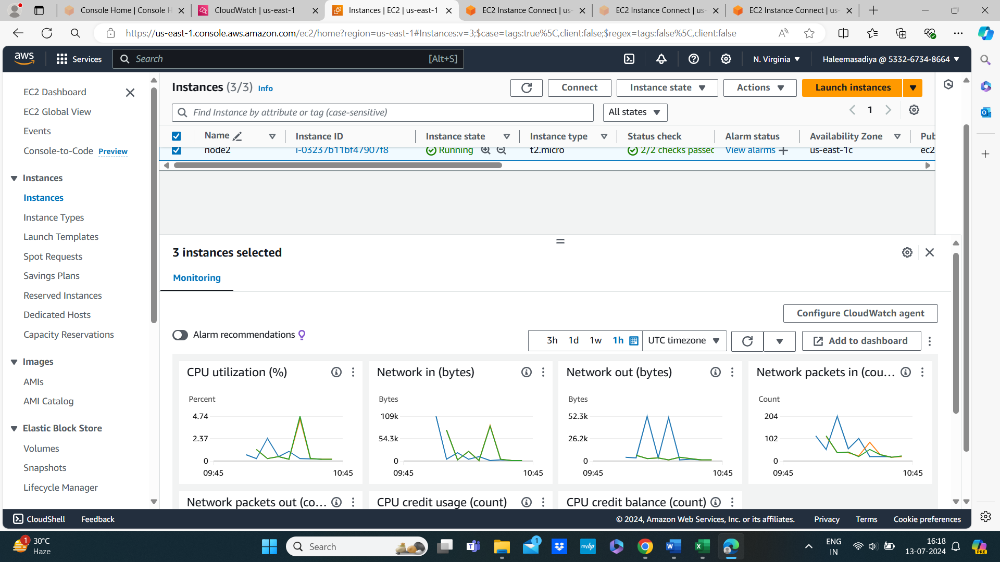 Console Home | Console H
CloudWatch | us-east-1
Instances | EC2 | us-east-1
EC2 Instance Connect | us-
EC2 Instance Connect | us-
EC2 Instance Connect | us-
https://us-east-1.console.aws.amazon.com/ec2/home?region=us-east-1#Instances:v=3;$case=tags:true%5C,client:false;$regex=tags:false%5C,client:false
aws
Services
Search
[Alt+S]
N. Virginia
Haleemasadiya @ 5332-6734-8664
EC2 Dashboard
EC2 Global View
Events
Console-to-Code Preview
Instances
Instances
Instance Types
Launch Templates
Spot Requests
Savings Plans
Reserved Instances
Dedicated Hosts
Capacity Reservations
Images
AMIs
AMI Catalog
Elastic Block Store
Volumes
Snapshots
Lifecycle Manager
Instances (3/3) Info
Connect
Instance state
Actions
Launch instances
Find Instance by attribute or tag (case-sensitive)
All states
1
Name Instance ID Instance state Instance type Status check Alarm status Availability Zone Pub
node2 i-03237b11bf47907f8 Running t2.micro 2/2 checks passec View alarms us-east-1c ec2
3 instances selected
Monitoring
Configure CloudWatch agent
Alarm recommendations
3h 1d 1w 1h UTC timezone
Add to dashboard
CPU utilization (%)
Percent
4.74
2.37
0
09:45 10:45
Network in (bytes)
Bytes
109k
54.3k
0
09:45 10:45
Network out (bytes)
Bytes
52.3k
26.2k
0
09:45 10:45
Network packets in (cou...
Count
204
102
0
09:45 10:45
Network packets out (co...
CPU credit usage (count)
CPU credit balance (count)
CloudShell Feedback
© 2024, Amazon Web Services, Inc. or its affiliates. Privacy Terms Cookie preferences
1
30°C
Haze
Search
T
1
myhp
W
X
ENG
IN
16:18
13-07-2024
PRE